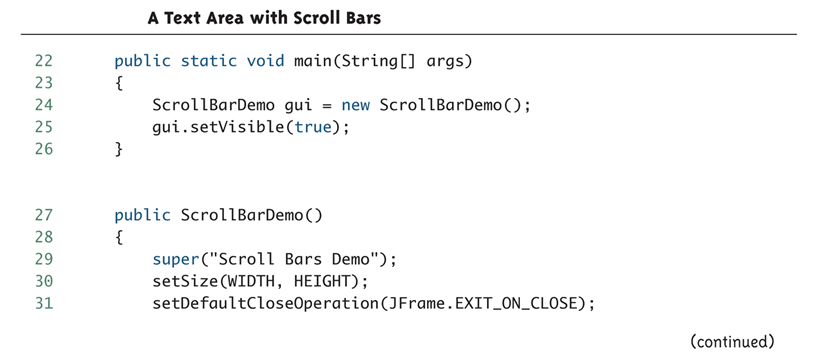 A Text Area with Scroll Bars
22 public static void main(String[] args)
23 {
24 ScrollBarDemo gui = new ScrollBarDemo();
25 gui.setVisible(true);
26 }
27 public ScrollBarDemo()
28 {
29 super("Scroll Bars Demo");
30 setSize(WIDTH, HEIGHT);
31 setDefaultCloseOperation(JFrame.EXIT_ON_CLOSE);
(continued)